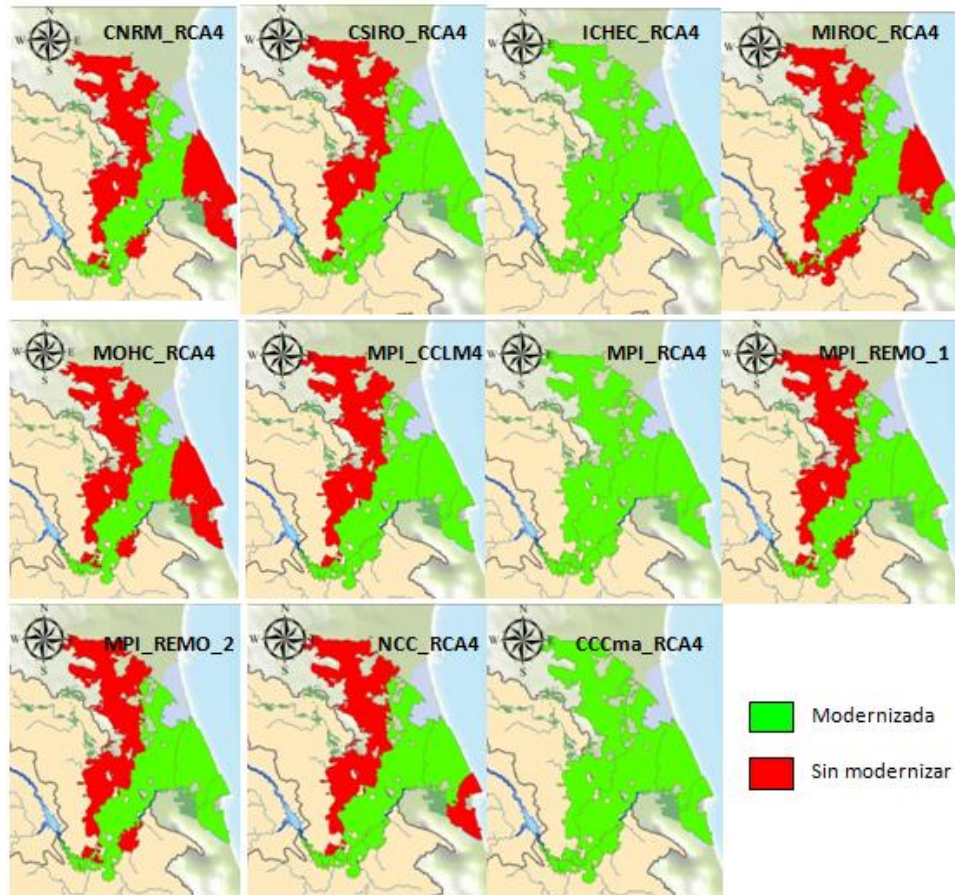 CNRM_RCA4
CSIRO_RCA4
ICHEC_RCA4
MIROC_RCA4
N
W E
S
N
W E
S
N
W E
S
N
W E
S
MOHC_RCA4
MPI_CCLM4
MPI_RCA4
MPI_REMO_1
N
W E
S
N
W E
S
N
W E
S
N
W E
S
MPI_REMO_2
NCC_RCA4
CCCma_RCA4
N
W E
S
N
W E
S
N
W E
S
Modernizada
Sin modernizar